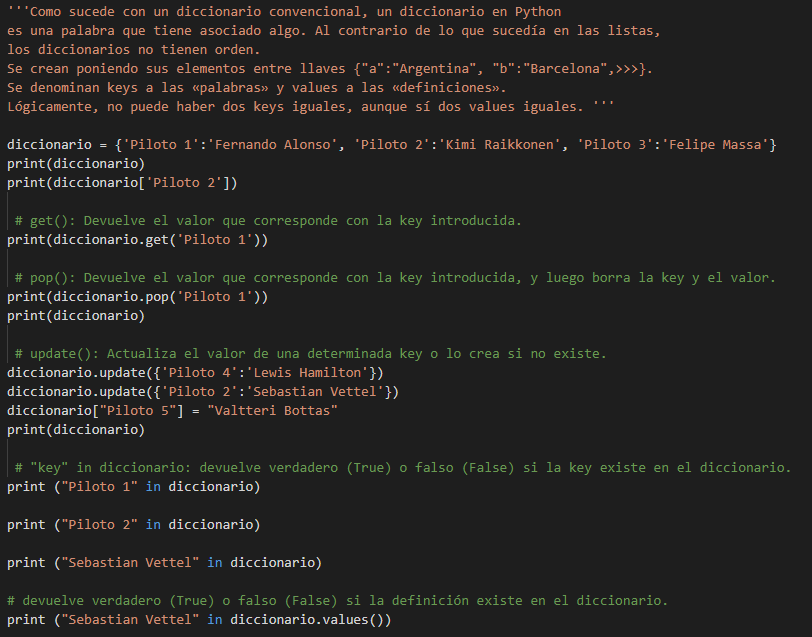 '''Como sucede con un diccionario convencional, un diccionario en Python
es una palabra que tiene asociado algo. Al contrario de lo que sucedía en las listas,
los diccionarios no tienen orden.
Se crean poniendo sus elementos entre llaves {"a":"Argentina", "b":"Barcelona",>>>}.
Se denominan keys a las «palabras» y values a las «definiciones».
Lógicamente, no puede haber dos keys iguales, aunque sí dos values iguales. '''
diccionario = {'Piloto 1':'Fernando Alonso', 'Piloto 2':'Kimi Raikkonen', 'Piloto 3':'Felipe Massa'}
print(diccionario)
print(diccionario['Piloto 2'])
# get(): Devuelve el valor que corresponde con la key introducida.
print(diccionario.get('Piloto 1'))
# pop(): Devuelve el valor que corresponde con la key introducida, y luego borra la key y el valor.
print(diccionario.pop('Piloto 1'))
print(diccionario)
# update(): Actualiza el valor de una determinada key o lo crea si no existe.
diccionario.update({'Piloto 4':'Lewis Hamilton'})
diccionario.update({'Piloto 2':'Sebastian Vettel'})
diccionario["Piloto 5"] = "Valtteri Bottas"
print(diccionario)
# "key" in diccionario: devuelve verdadero (True) o falso (False) si la key existe en el diccionario.
print ("Piloto 1" in diccionario)
print ("Piloto 2" in diccionario)
print ("Sebastian Vettel" in diccionario)
# devuelve verdadero (True) o falso (False) si la definición existe en el diccionario.
print ("Sebastian Vettel" in diccionario.values())